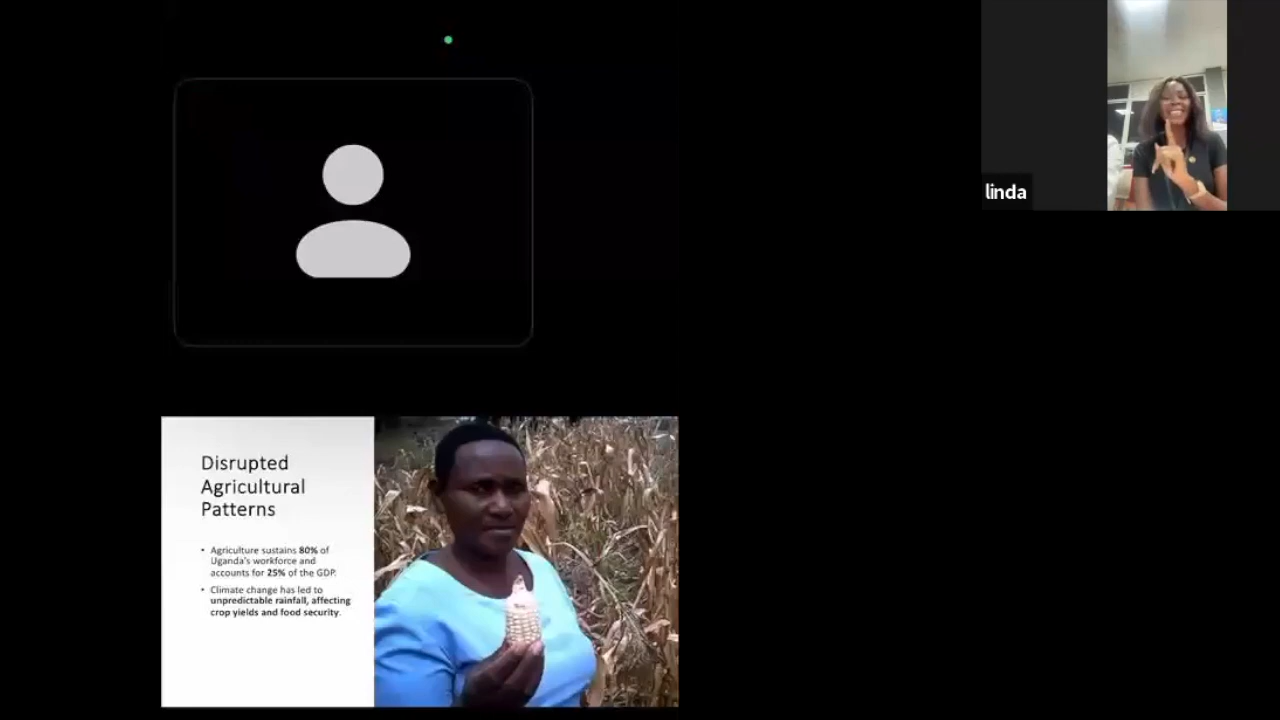 linda
Disrupted
Agricultural
Patterns
• Agriculture sustains 80% of
Uganda's workforce and
accounts for 25% of the GDP.
• Climate change has led to
unpredictable rainfall, affecting
crop yields and food security.